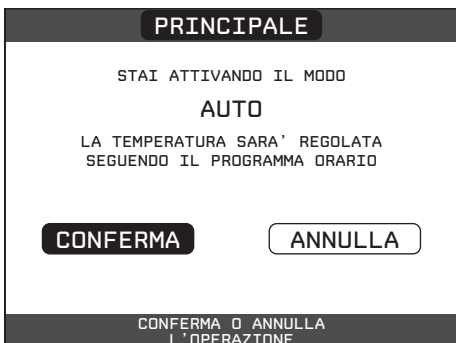 PRINCIPALE
STAI ATTIVANDO IL MODO
AUTO
LA TEMPERATURA SARA' REGOLATA
SEGUENDO IL PROGRAMMA ORARIO
CONFERMA
ANNULLA
CONFERMA O ANNULLA
L'OPERAZIONE